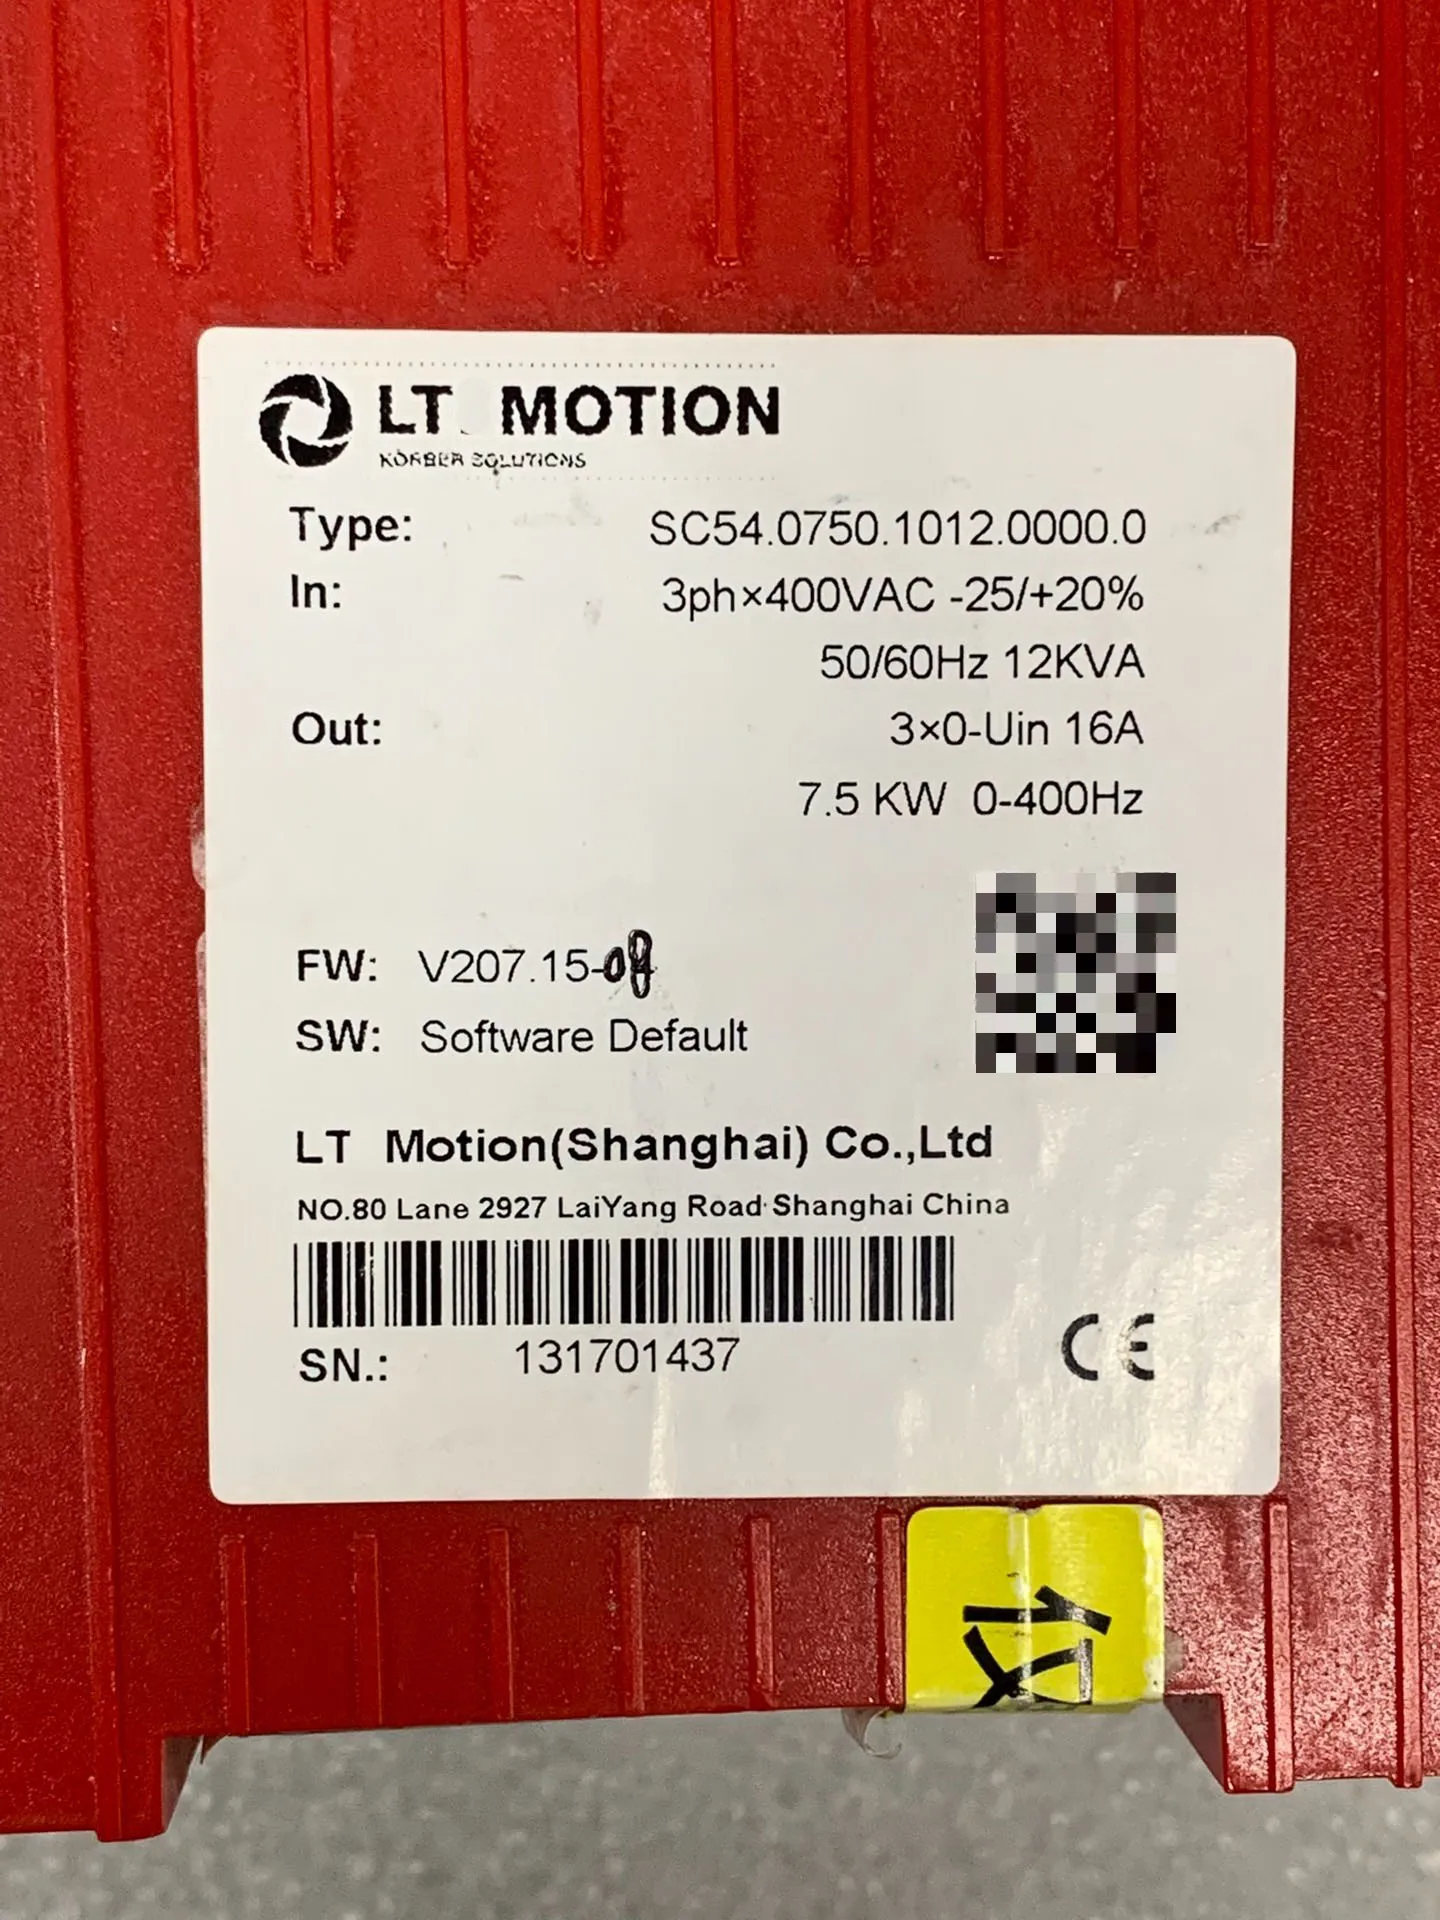 LT MOTION
KÖRBER SOLUTIONS
Type: SC54.0750.1012.0000.0
In: 3ph×400VAC -25/+20%
50/60Hz 12KVA
Out: 3×0-Uin 16A
7.5 KW 0-400Hz
FW: V207.15-08
SW: Software Default
LT Motion(Shanghai) Co.,Ltd
NO.80 Lane 2927 LaiYang Road Shanghai China
SN.: 131701437
CE
仅